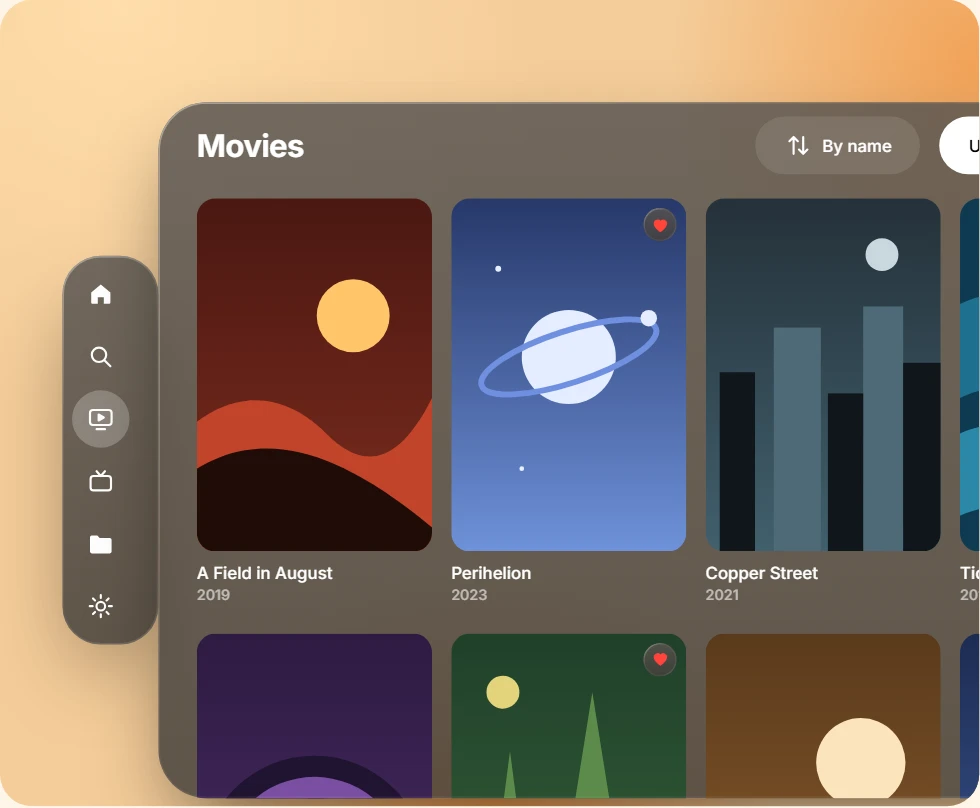 Movies
By name
A Field in August
2019
Perihelion
2023
Copper Street
2021